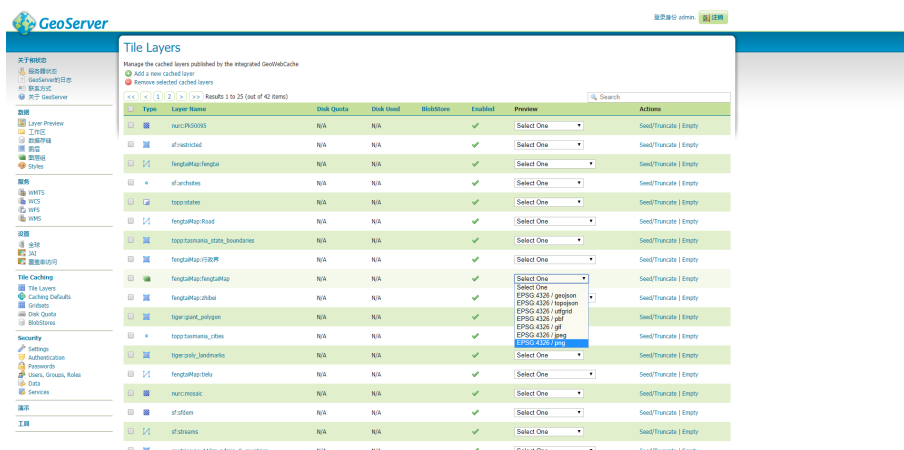 GeoServer
登录身份 admin.
注销
关于和状态
服务器状态
GeoServer的日志
联系方式
关于 GeoServer
数据
Layer Preview
工作区
数据存储
图层
图层组
Styles
服务
WMTS
WCS
WFS
WMS
设置
全球
JAI
覆盖率访问
Tile Caching
Tile Layers
Caching Defaults
Gridsets
Disk Quota
BlobStores
Security
Settings
Authentication
Passwords
Users, Groups, Roles
Data
Services
演示
工具
Tile Layers
Manage the cached layers published by the integrated GeoWebCache
Add a new cached layer
Remove selected cached layers
<< < 1 2 > >> Results 1 to 25 (out of 42 items) Search
Type Layer Name Disk Quota Disk Used BlobStore Enabled Preview Actions
nurc:Pk50095 N/A N/A Select One Seed/Truncate | Empty
sf:restricted N/A N/A Select One Seed/Truncate | Empty
fengtaiMap:fengtai N/A N/A Select One Seed/Truncate | Empty
sf:archsites N/A N/A Select One Seed/Truncate | Empty
topp:states N/A N/A Select One Seed/Truncate | Empty
fengtaiMap:Road N/A N/A Select One Seed/Truncate | Empty
topp:tasmania_state_boundaries N/A N/A Select One Seed/Truncate | Empty
fengtaiMap:行政界 N/A N/A Select One Seed/Truncate | Empty
fengtaiMap:fengtaiMap N/A N/A Select One Seed/Truncate | Empty
Select One
EPSG:4326 / geojson
EPSG:4326 / topojson
EPSG:4326 / utfgrid
EPSG:4326 / pbf
EPSG:4326 / gif
EPSG:4326 / jpeg
EPSG:4326 / png
fengtaiMap:zhibei N/A N/A Seed/Truncate | Empty
tiger:giant_polygon N/A N/A Seed/Truncate | Empty
topp:tasmania_cities N/A N/A Seed/Truncate | Empty
tiger:poly_landmarks N/A N/A Select One Seed/Truncate | Empty
fengtaiMap:tielu N/A N/A Select One Seed/Truncate | Empty
nurc:mosaic N/A N/A Select One Seed/Truncate | Empty
sf:sfdem N/A N/A Select One Seed/Truncate | Empty
sf:streams N/A N/A Select One Seed/Truncate | Empty